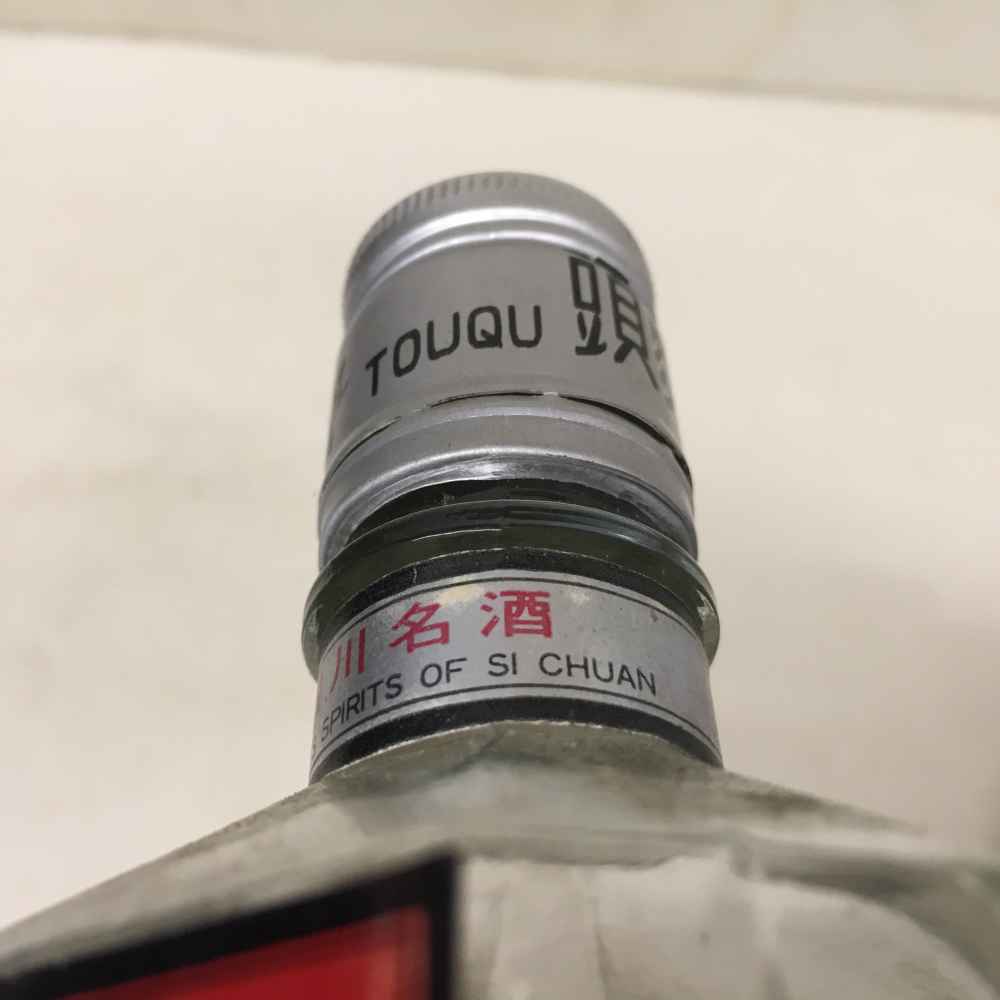 TOUQU 頭
川名酒
SPIRITS OF SI CHUAN